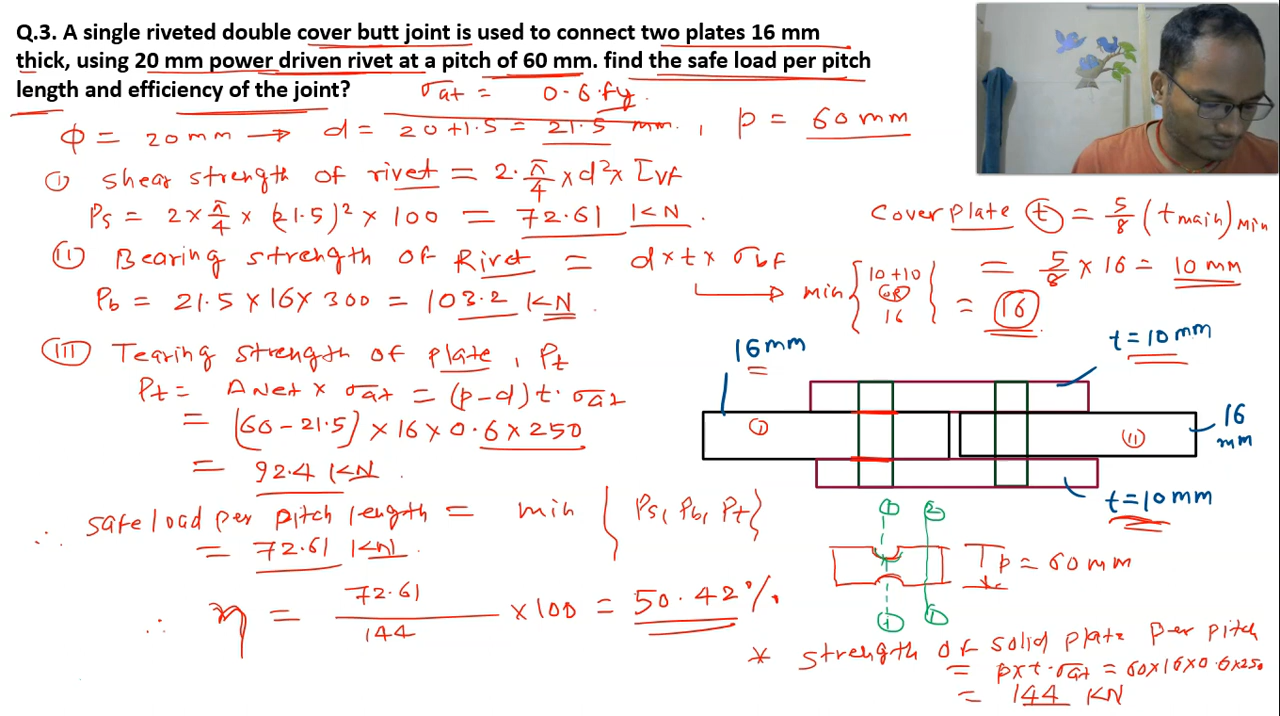 Q.3. A single riveted double cover butt joint is used to connect two plates 16 mm
thick, using 20 mm power driven rivet at a pitch of 60 mm. find the safe load per pitch
length and efficiency of the joint?
σat = 0.6.fy
ϕ = 20mm → d = 20+1.5 = 21.5 mm. , p = 60mm
(i) Shear strength of rivet = 2.π/4 × d² × τvf
Ps = 2×π/4 × (21.5)² × 100 = 72.61 KN.
(ii) Bearing strength of Rivet = d×t× σbf
Pb = 21.5×16×300 = 103.2 KN.
Cover plate (t) = 5/8 (tmain)Min
= 5/8 × 16 = 10 mm
min { 10+10 OR 16 } = 16
(iii) Tearing strength of plate, Pt
Pt = ANet × σat = (p-d)t. σat
= (60-21.5) ×16×0.6×250
= 92.4 KN.
∴ safe load per pitch length = min { Ps, Pb, Pt }
= 72.61 KN.
∴ η = 72.61/144 ×100 = 50.42%.
16mm
t=10mm
(i)
(ii)
16
mm
t=10mm
① ②
p = 60mm
① ②
* strength of solid plate per pitch
= p×t.σat = 60×16×0.6×250
= 144 KN